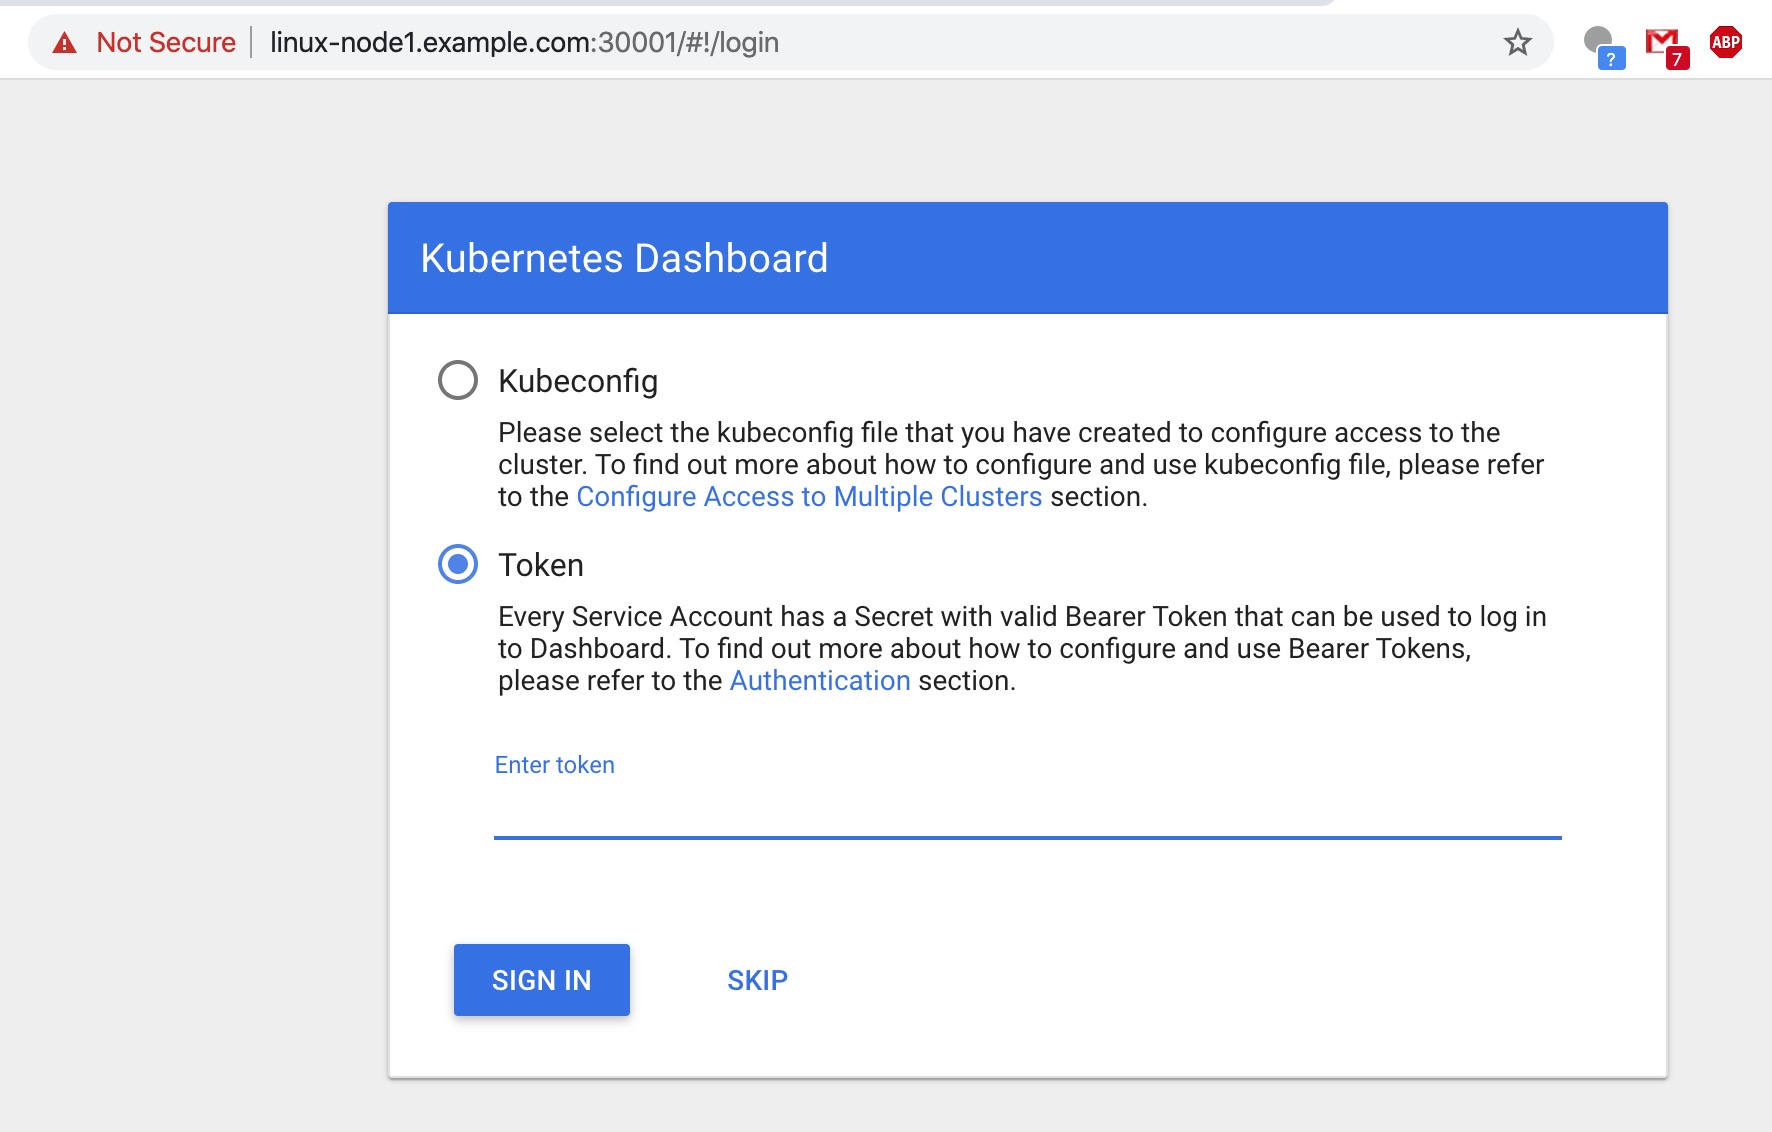 Not Secure linux-node1.example.com:30001/#!/login
?
7
ABP
Kubernetes Dashboard
Kubeconfig
Please select the kubeconfig file that you have created to configure access to the
cluster. To find out more about how to configure and use kubeconfig file, please refer
to the Configure Access to Multiple Clusters section.
Token
Every Service Account has a Secret with valid Bearer Token that can be used to log in
to Dashboard. To find out more about how to configure and use Bearer Tokens,
please refer to the Authentication section.
Enter token
SIGN IN
SKIP